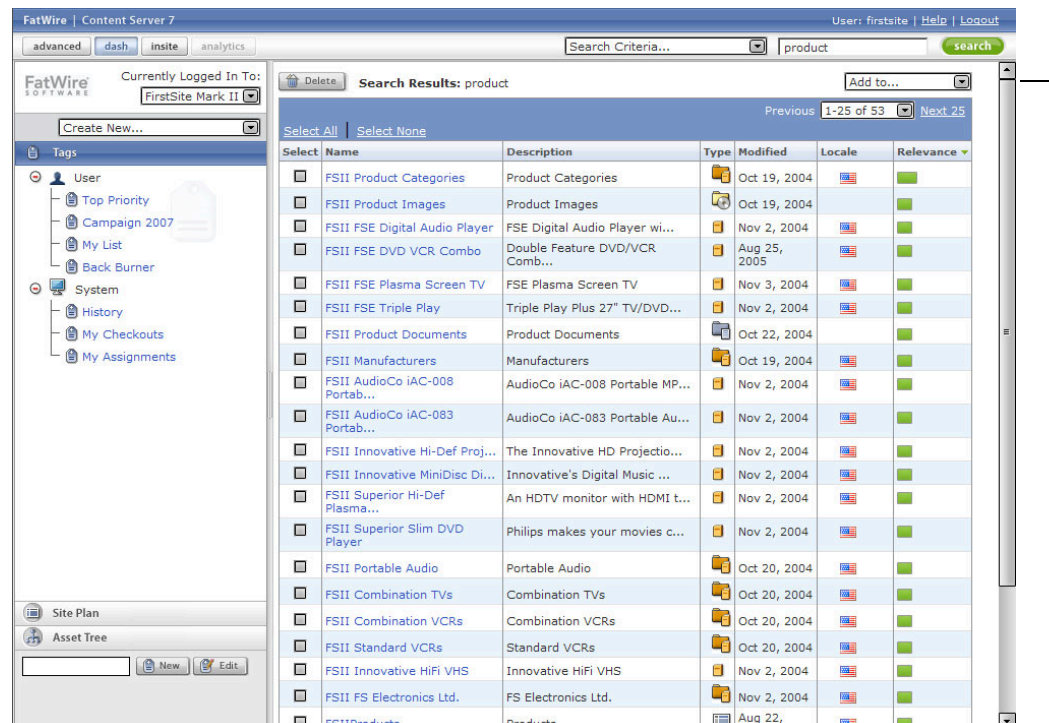 FatWire | Content Server 7
User: firstsite | Help | Logout
advanced dash insite analytics
Search Criteria... product search
FatWire SOFTWARE
Currently Logged In To:
FirstSite Mark II
Create New...
Tags
User
Top Priority
Campaign 2007
My List
Back Burner
System
History
My Checkouts
My Assignments
Site Plan
Asset Tree
New Edit
Delete Search Results: product Add to...
Previous 1-25 of 53 Next 25
Select All | Select None
Select Name Description Type Modified Locale Relevance
FSII Product Categories Product Categories Oct 19, 2004
FSII Product Images Product Images Oct 19, 2004
FSII FSE Digital Audio Player FSE Digital Audio Player wi... Nov 2, 2004
FSII FSE DVD VCR Combo Double Feature DVD/VCR Comb... Aug 25, 2005
FSII FSE Plasma Screen TV FSE Plasma Screen TV Nov 3, 2004
FSII FSE Triple Play Triple Play Plus 27" TV/DVD... Nov 2, 2004
FSII Product Documents Product Documents Oct 22, 2004
FSII Manufacturers Manufacturers Oct 19, 2004
FSII AudioCo iAC-008 Portab... AudioCo iAC-008 Portable MP... Nov 2, 2004
FSII AudioCo iAC-083 Portab... AudioCo iAC-083 Portable Au... Nov 2, 2004
FSII Innovative Hi-Def Proj... The Innovative HD Projectio... Nov 2, 2004
FSII Innovative MiniDisc Di... Innovative's Digital Music ... Nov 2, 2004
FSII Superior Hi-Def Plasma... An HDTV monitor with HDMI t... Nov 2, 2004
FSII Superior Slim DVD Player Philips makes your movies c... Nov 2, 2004
FSII Portable Audio Portable Audio Oct 20, 2004
FSII Combination TVs Combination TVs Oct 20, 2004
FSII Combination VCRs Combination VCRs Oct 20, 2004
FSII Standard VCRs Standard VCRs Oct 20, 2004
FSII Innovative HiFi VHS Innovative HiFi VHS Nov 2, 2004
FSII FS Electronics Ltd. FS Electronics Ltd. Nov 2, 2004
FSIIProducts Products Aug 22,